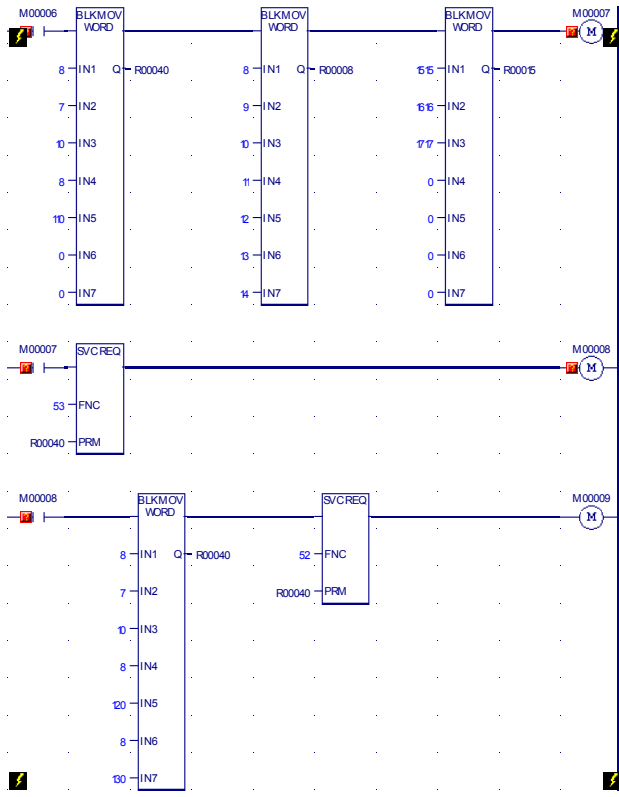 M00006 BLKMOV BLKMOV BLKMOV M00007
WORD WORD WORD M
8 IN1 Q R00040 8 IN1 Q R00008 1515 IN1 Q R00015
7 IN2 9 IN2 1616 IN2
10 IN3 10 IN3 1717 IN3
8 IN4 11 IN4 0 IN4
110 IN5 12 IN5 0 IN5
0 IN6 13 IN6 0 IN6
0 IN7 14 IN7 0 IN7
M00007 SVCREQ M00008
M
53 FNC
R00040 PRM
M00008 BLKMOV SVCREQ M00009
WORD M
8 IN1 Q R00040 52 FNC
7 IN2 R00040 PRM
10 IN3
8 IN4
120 IN5
8 IN6
130 IN7